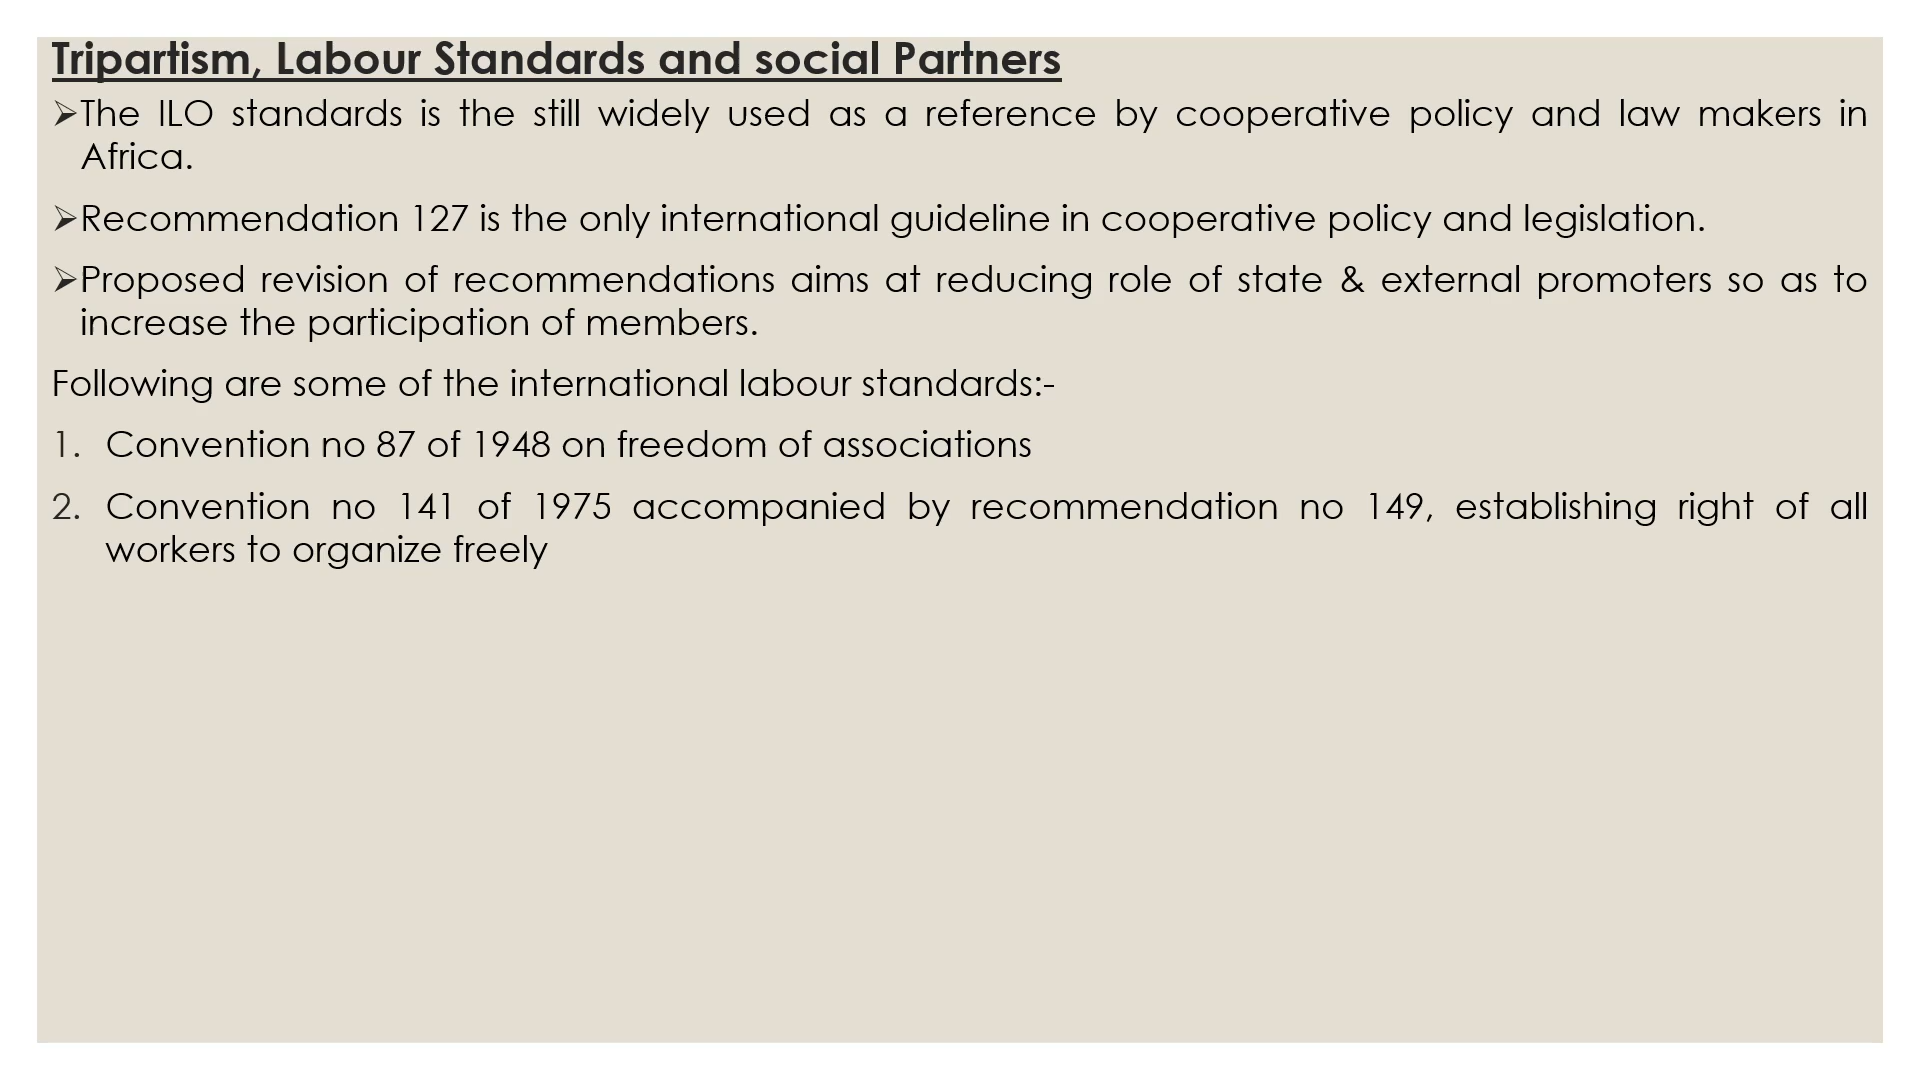 Tripartism, Labour Standards and social Partners
➢The ILO standards is the still widely used as a reference by cooperative policy and law makers in
Africa.
➢Recommendation 127 is the only international guideline in cooperative policy and legislation.
➢Proposed revision of recommendations aims at reducing role of state & external promoters so as to
increase the participation of members.
Following are some of the international labour standards:-
1. Convention no 87 of 1948 on freedom of associations
2. Convention no 141 of 1975 accompanied by recommendation no 149, establishing right of all
workers to organize freely